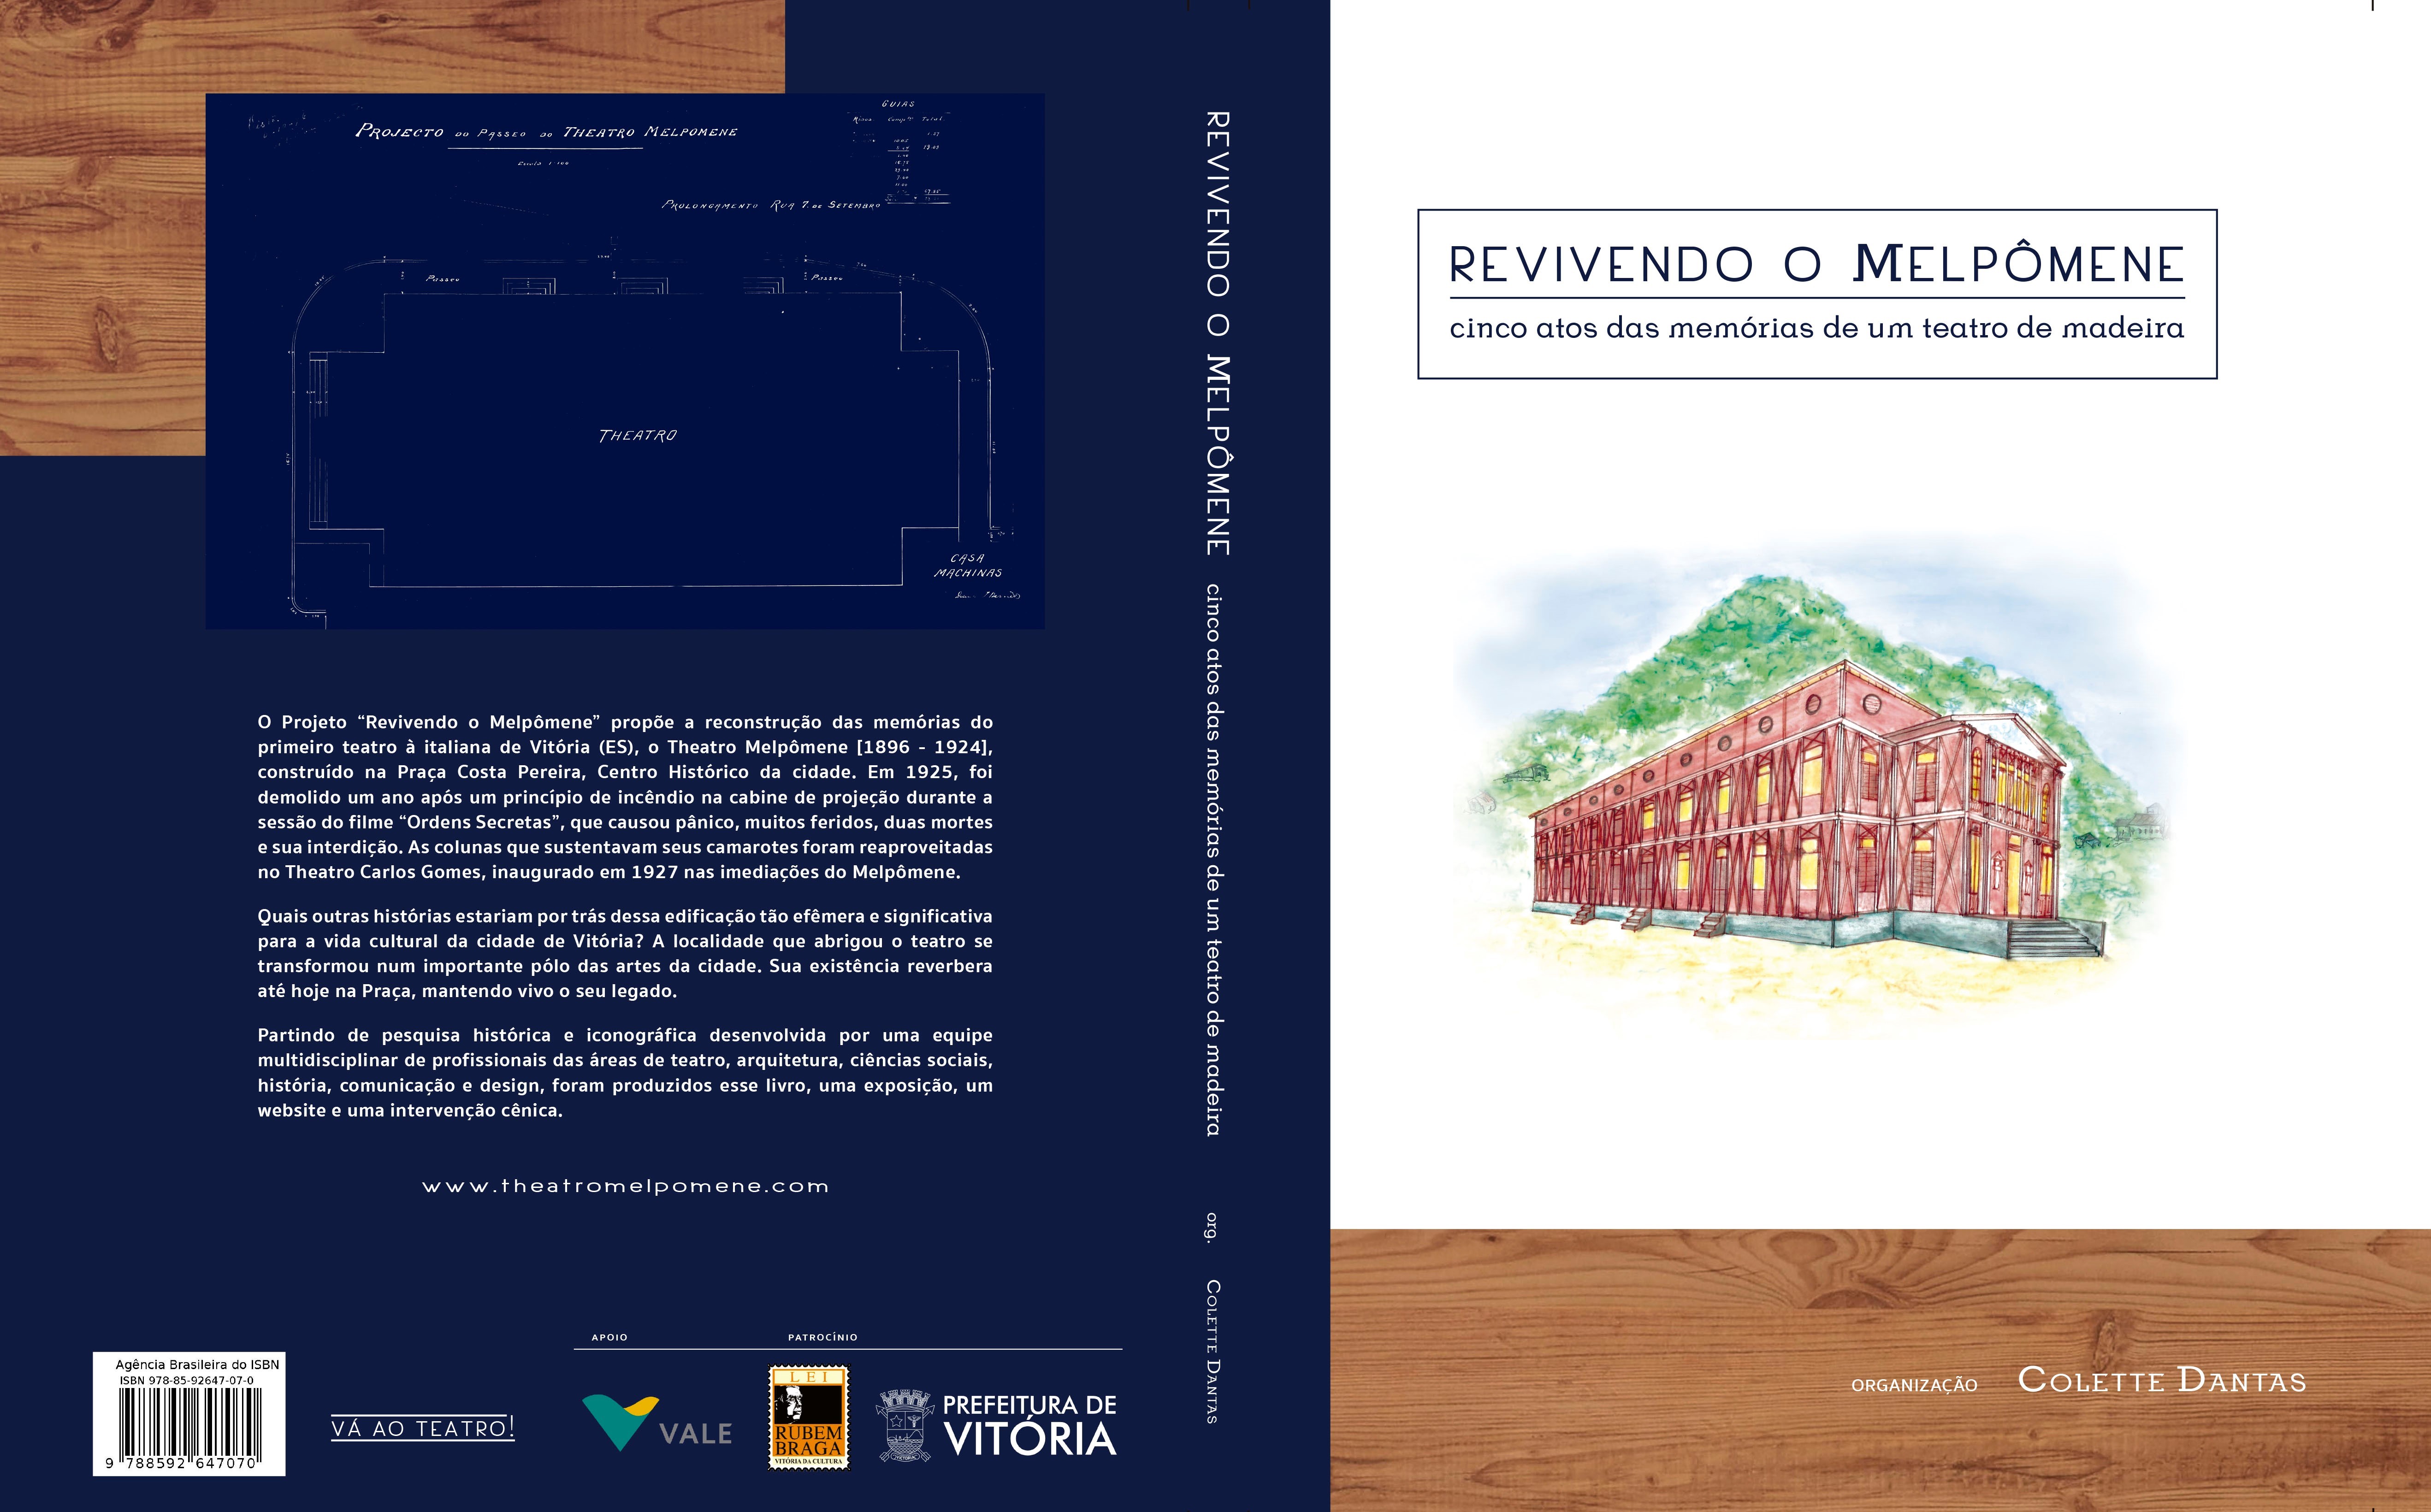 GUIAS
PROJECTO DO PASSEO DO THEATRO MELPOMENE
PROLONGAMENTO RUA 7. DE SETEMBRO
PASSEO
PASSEO
THEATRO
CASA
MACHINAS
O Projeto “Revivendo o Melpômene” propõe a reconstrução das memórias do
primeiro teatro à italiana de Vitória (ES), o Theatro Melpômene [1896 - 1924],
construído na Praça Costa Pereira, Centro Histórico da cidade. Em 1925, foi
demolido um ano após um princípio de incêndio na cabine de projeção durante a
sessão do filme “Ordens Secretas”, que causou pânico, muitos feridos, duas mortes
e sua interdição. As colunas que sustentavam seus camarotes foram reaproveitadas
no Theatro Carlos Gomes, inaugurado em 1927 nas imediações do Melpômene.
Quais outras histórias estariam por trás dessa edificação tão efêmera e significativa
para a vida cultural da cidade de Vitória? A localidade que abrigou o teatro se
transformou num importante pólo das artes da cidade. Sua existência reverbera
até hoje na Praça, mantendo vivo o seu legado.
Partindo de pesquisa histórica e iconográfica desenvolvida por uma equipe
multidisciplinar de profissionais das áreas de teatro, arquitetura, ciências sociais,
história, comunicação e design, foram produzidos esse livro, uma exposição, um
website e uma intervenção cênica.
www.theatromelpomene.com
Agência Brasileira do ISBN
ISBN 978-85-92647-07-0
9 788592 647070
VÁ AO TEATRO!
APOIO
PATROCÍNIO
VALE
LEI
RUBEM
BRAGA
VITÓRIA DA CULTURA
PREFEITURA DE
VITÓRIA
REVIVENDO O MELPÔMENE cinco atos das memórias de um teatro de madeira org. COLETTE DANTAS
REVIVENDO O MELPÔMENE
cinco atos das memórias de um teatro de madeira
ORGANIZAÇÃO COLETTE DANTAS